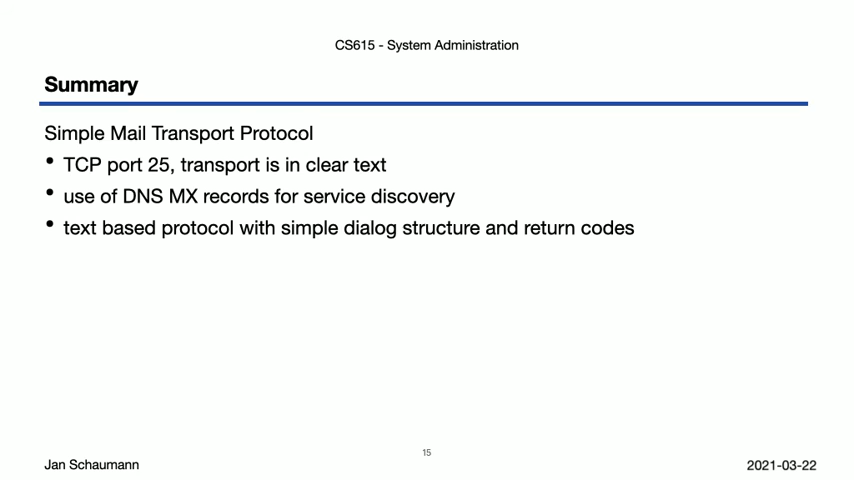 CS615 - System Administration
Summary
Simple Mail Transport Protocol
• TCP port 25, transport is in clear text
• use of DNS MX records for service discovery
• text based protocol with simple dialog structure and return codes
15
Jan Schaumann
2021-03-22